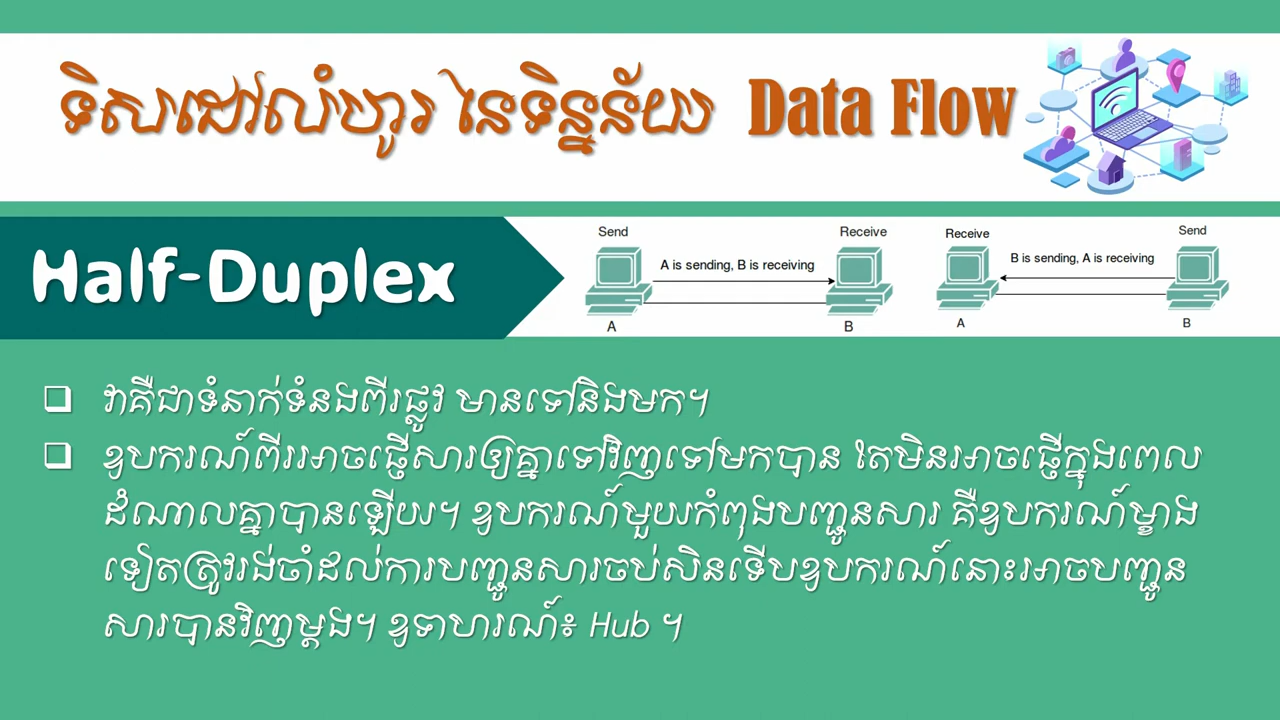 ទិសដៅលំហូរ នៃទិន្នន័យ Data Flow
Half-Duplex
Send
Receive
A is sending, B is receiving
A
B
Receive
Send
B is sending, A is receiving
A
B
❑ វាគឺជាទំនាក់ទំនងពីរផ្លូវ មានទៅនិងមក។
❑ ឧបករណ៍ពីរអាចផ្ញើសារឲ្យគ្នាទៅវិញទៅមកបាន តែមិនអាចផ្ញើក្នុងពេល
ដំណាលគ្នាបានឡើយ។ ឧបករណ៍មួយកំពុងបញ្ជូនសារ គឺឧបករណ៍ម្ខាង
ទៀតត្រូវរង់ចាំដល់ការបញ្ជូនសារចប់សិនទើបឧបករណ៍នោះអាចបញ្ជូន
សារបានវិញម្តង។ ឧទាហរណ៍៖ Hub ។